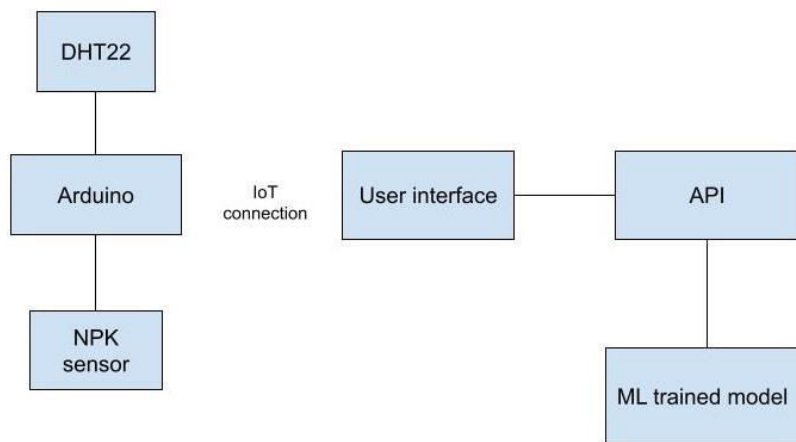 DHT22
Arduino
IoT
connection
User interface
API
NPK
sensor
ML trained model